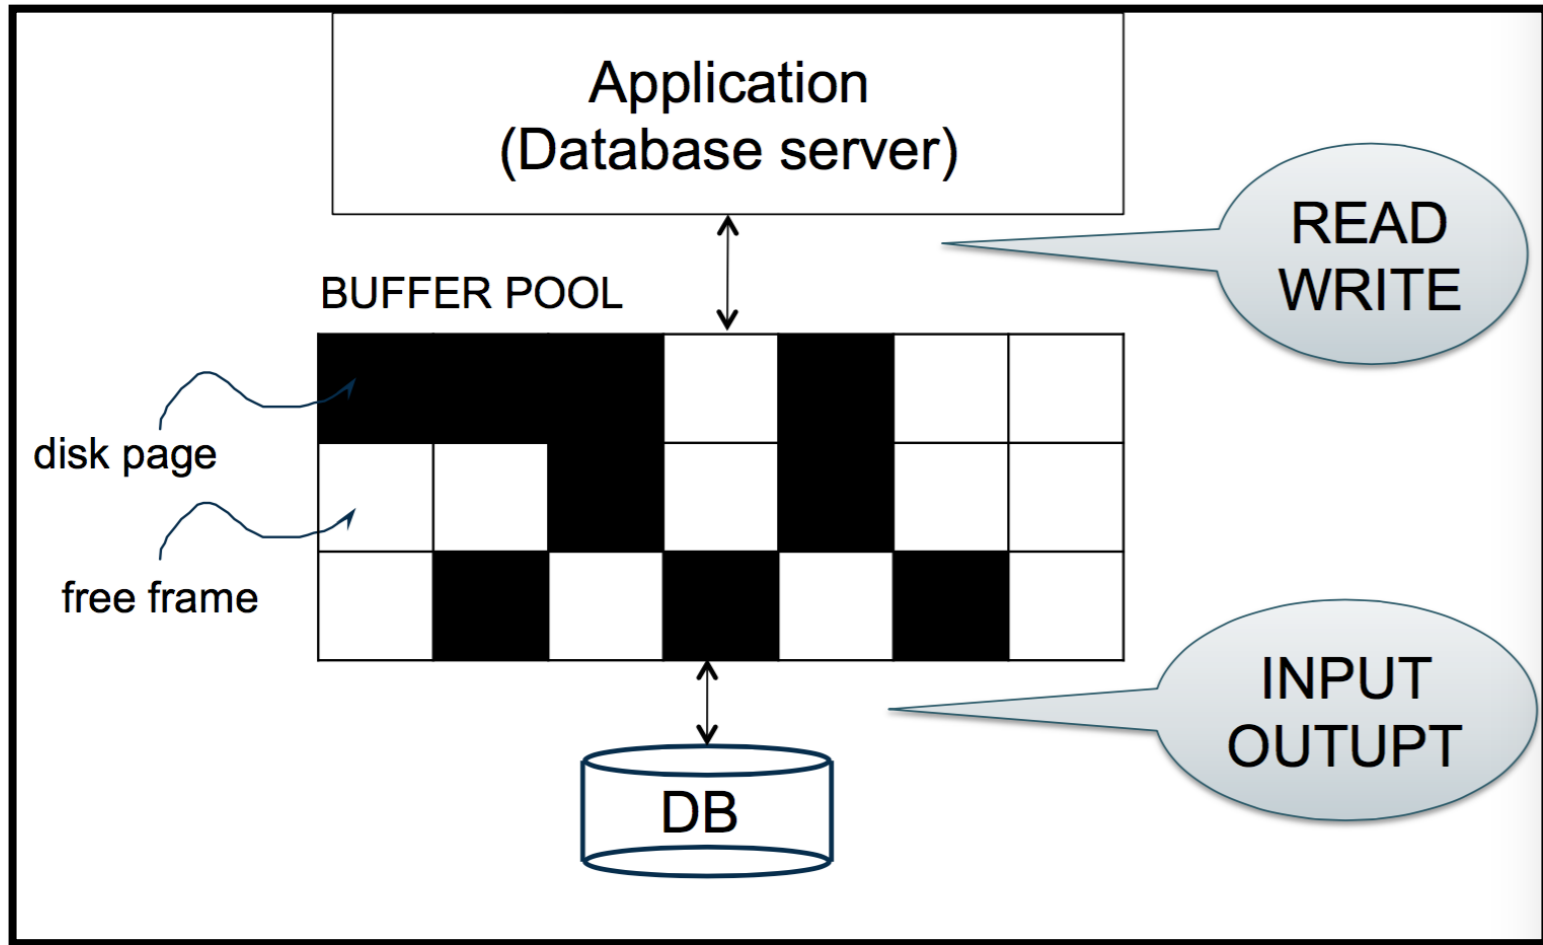 Application
(Database server)
READ
WRITE
BUFFER POOL
disk page
free frame
INPUT
OUTUPT
DB